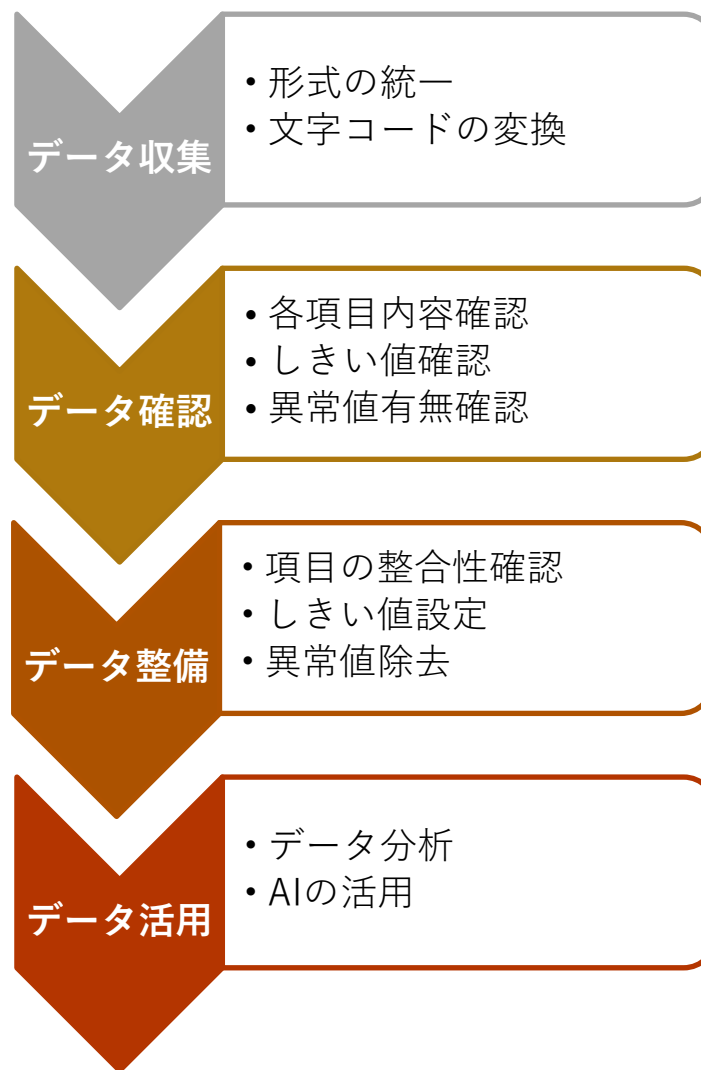 データ収集
• 形式の統一
• 文字コードの変換
データ確認
• 各項目内容確認
• しきい値確認
• 異常値有無確認
データ整備
• 項目の整合性確認
• しきい値設定
• 異常値除去
データ活用
• データ分析
• AIの活用